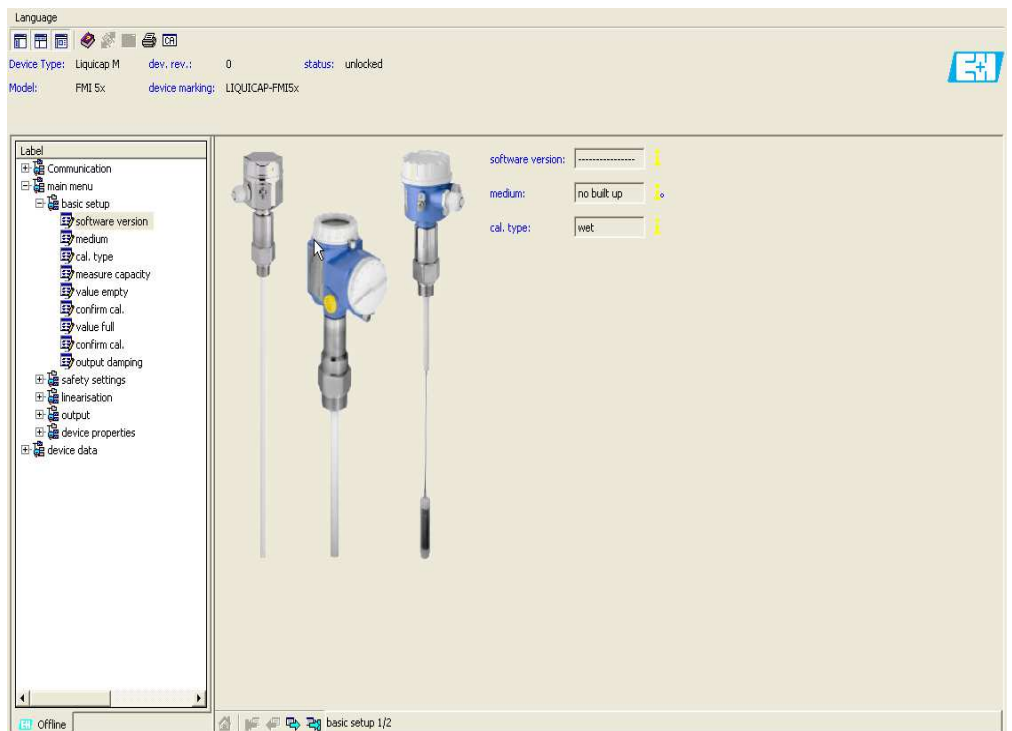 Language
CA
Device Type: Liquicap M dev. rev.: 0 status: unlocked
Model: FMI 5x device marking: LIQUICAP-FMI5x
E+H
Label
Communication
main menu
basic setup
software version
medium
cal. type
measure capacity
value empty
confirm cal.
value full
confirm cal.
output damping
safety settings
linearisation
output
device properties
device data
software version: ---------------
medium: no built up
cal. type: wet
Offline
basic setup 1/2